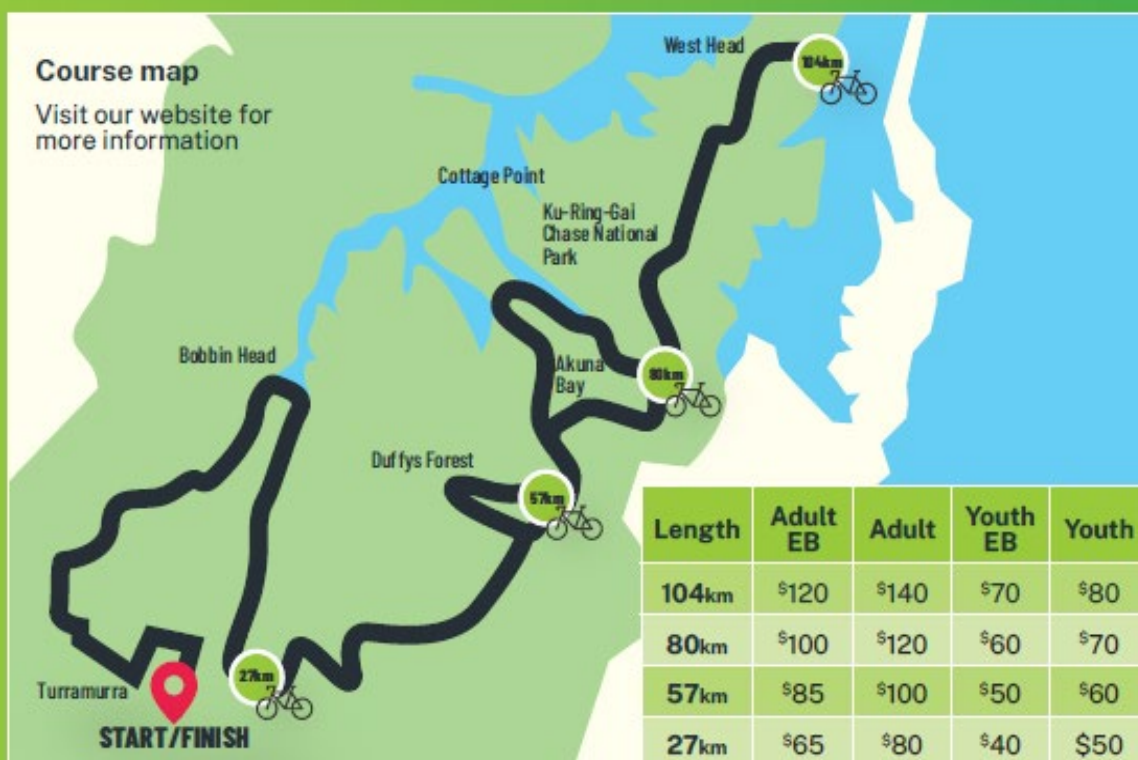 Course map
Visit our website for
more information
West Head
104km
Cottage Point
Ku-Ring-Gai
Chase National
Park
Bobbin Head
Akuna
Bay
80km
Duffys Forest
57km
27km
Turramurra
START/FINISH
Length Adult EB Adult Youth EB Youth
104km $120 $140 $70 $80
80km $100 $120 $60 $70
57km $85 $100 $50 $60
27km $65 $80 $40 $50